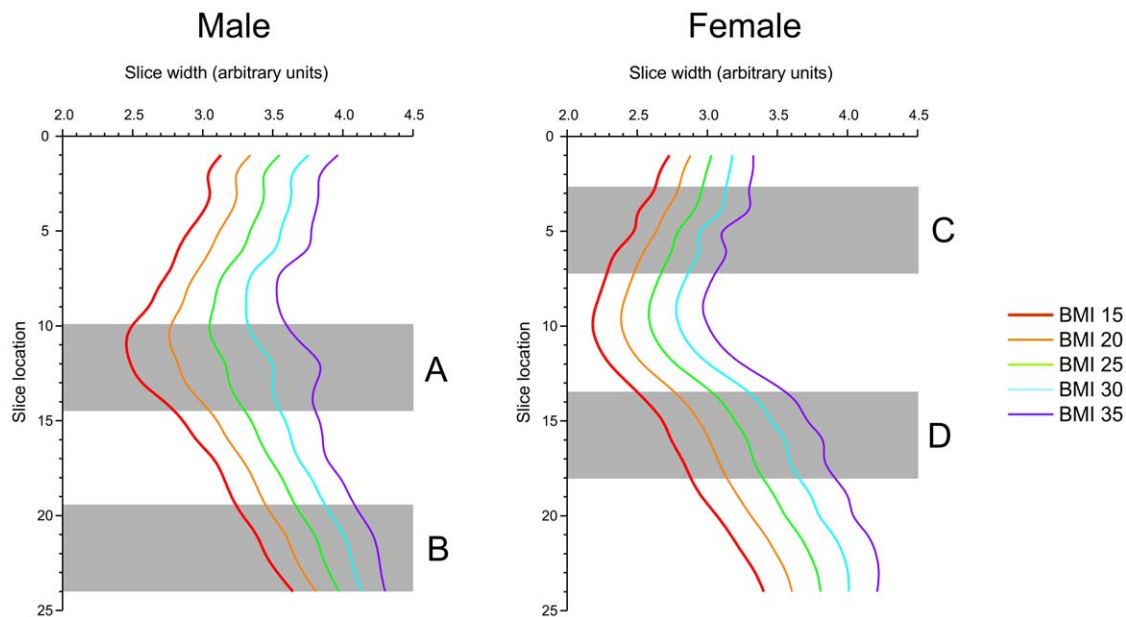 Male
Slice width (arbitrary units)
2.0 2.5 3.0 3.5 4.0 4.5
0
5
10
15
20
25
Slice location
A
B
Female
Slice width (arbitrary units)
2.0 2.5 3.0 3.5 4.0 4.5
0
5
10
15
20
25
Slice location
C
D
BMI 15
BMI 20
BMI 25
BMI 30
BMI 35